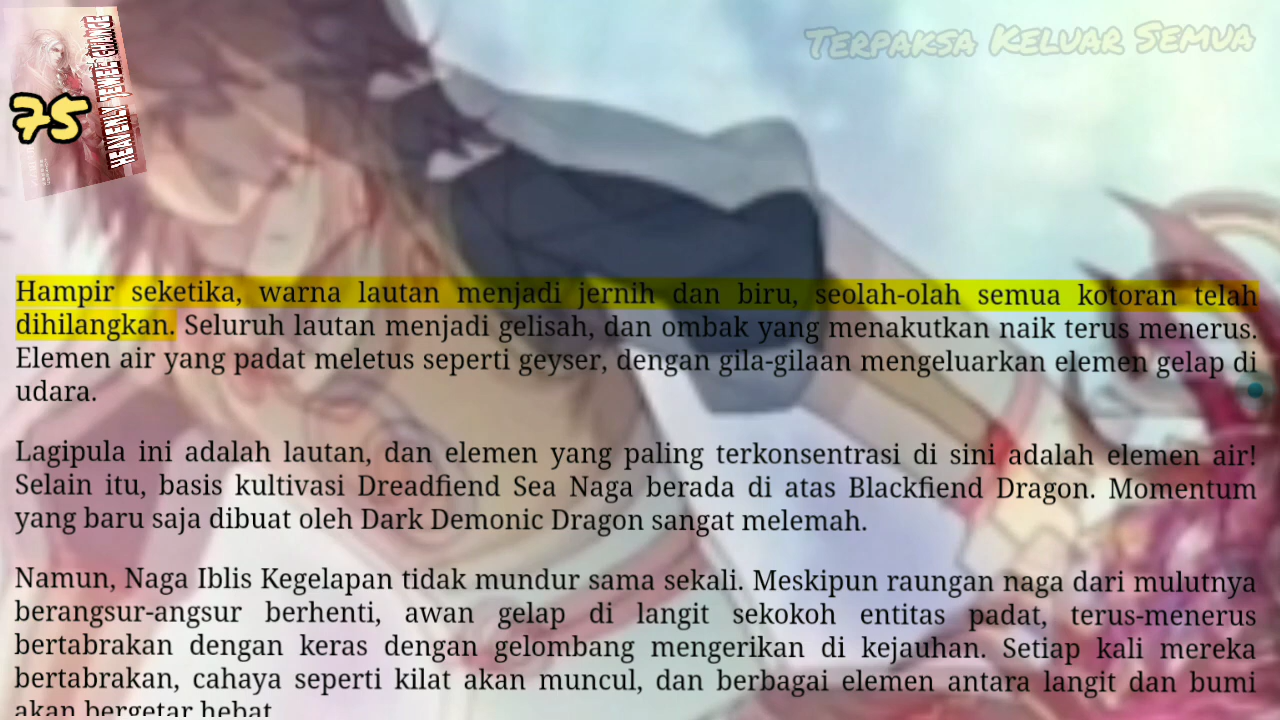 HEAVENLY JEWEL CHANGE
75
Terpaksa Keluar Semua
Hampir seketika, warna lautan menjadi jernih dan biru, seolah-olah semua kotoran telah
dihilangkan. Seluruh lautan menjadi gelisah, dan ombak yang menakutkan naik terus menerus.
Elemen air yang padat meletus seperti geyser, dengan gila-gilaan mengeluarkan elemen gelap di
udara.
Lagipula ini adalah lautan, dan elemen yang paling terkonsentrasi di sini adalah elemen air!
Selain itu, basis kultivasi Dreadfiend Sea Naga berada di atas Blackfiend Dragon. Momentum
yang baru saja dibuat oleh Dark Demonic Dragon sangat melemah.
Namun, Naga Iblis Kegelapan tidak mundur sama sekali. Meskipun raungan naga dari mulutnya
berangsur-angsur berhenti, awan gelap di langit sekokoh entitas padat, terus-menerus
bertabrakan dengan keras dengan gelombang mengerikan di kejauhan. Setiap kali mereka
bertabrakan, cahaya seperti kilat akan muncul, dan berbagai elemen antara langit dan bumi
akan bergetar hebat.